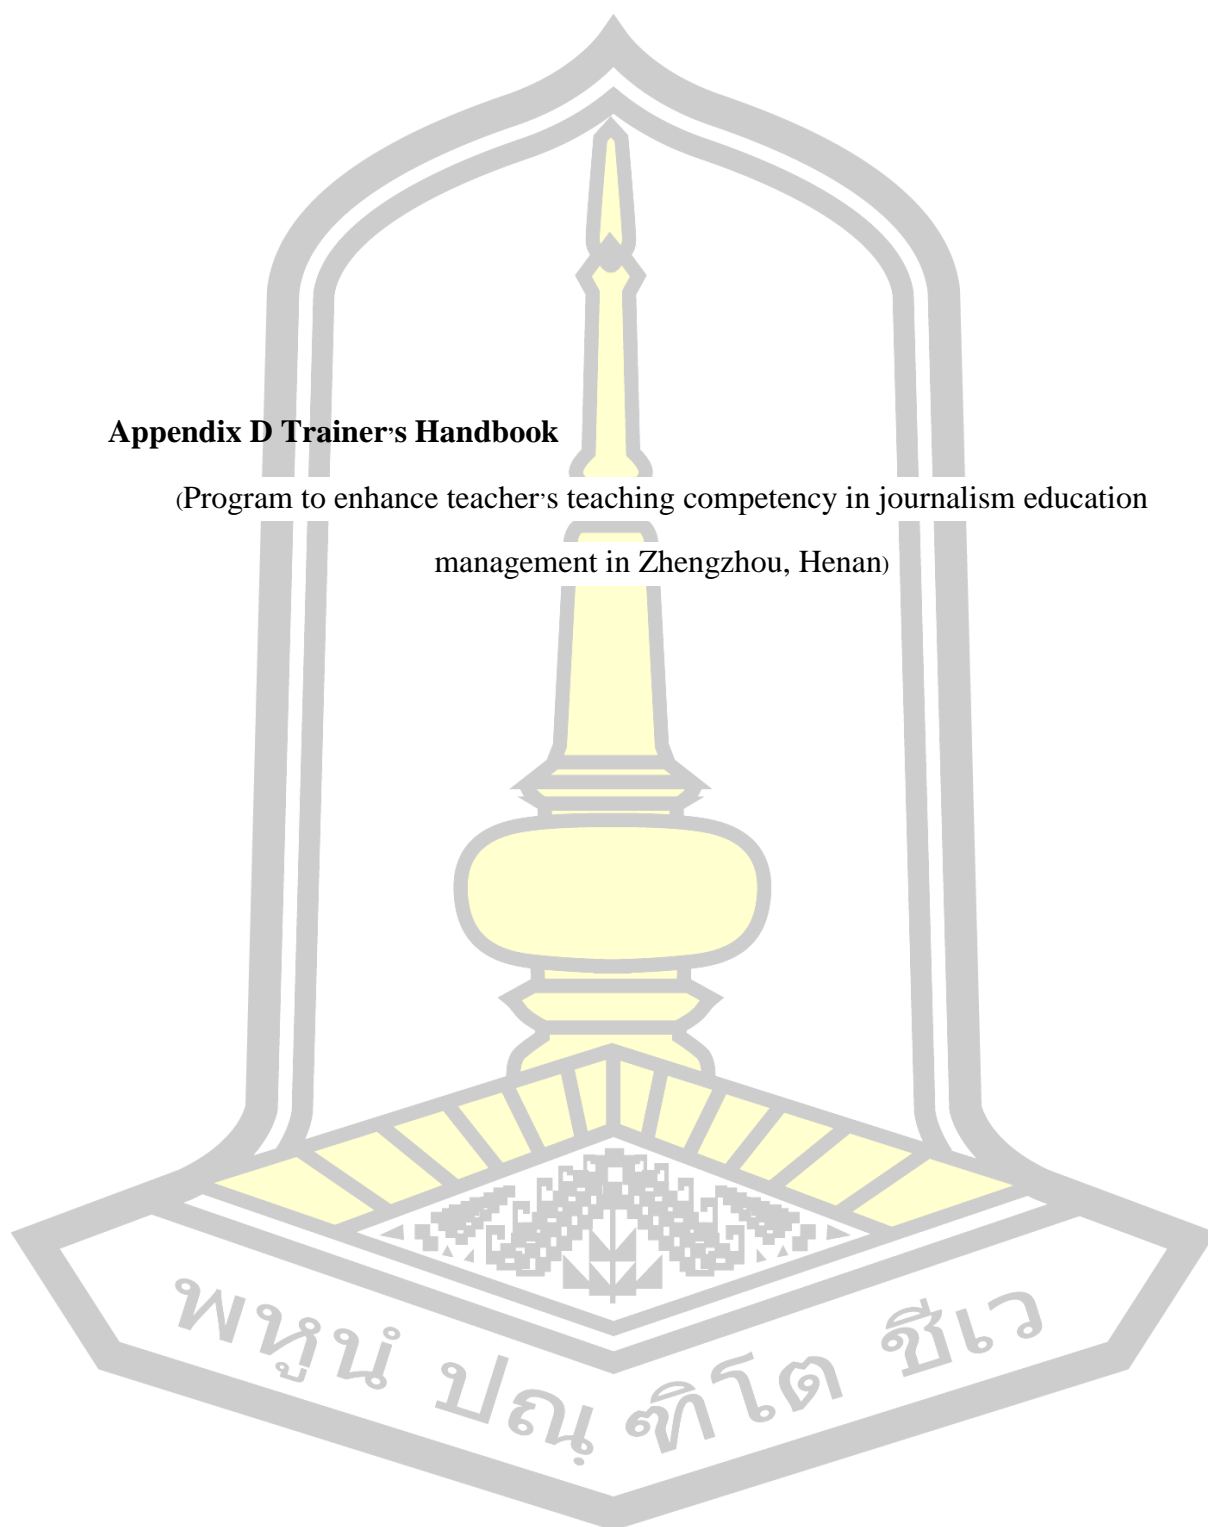 Appendix D Trainer's Handbook
(Program to enhance teacher's teaching competency in journalism education
management in Zhengzhou, Henan)
พหูนํ ปณฺฑิโต ชีเว